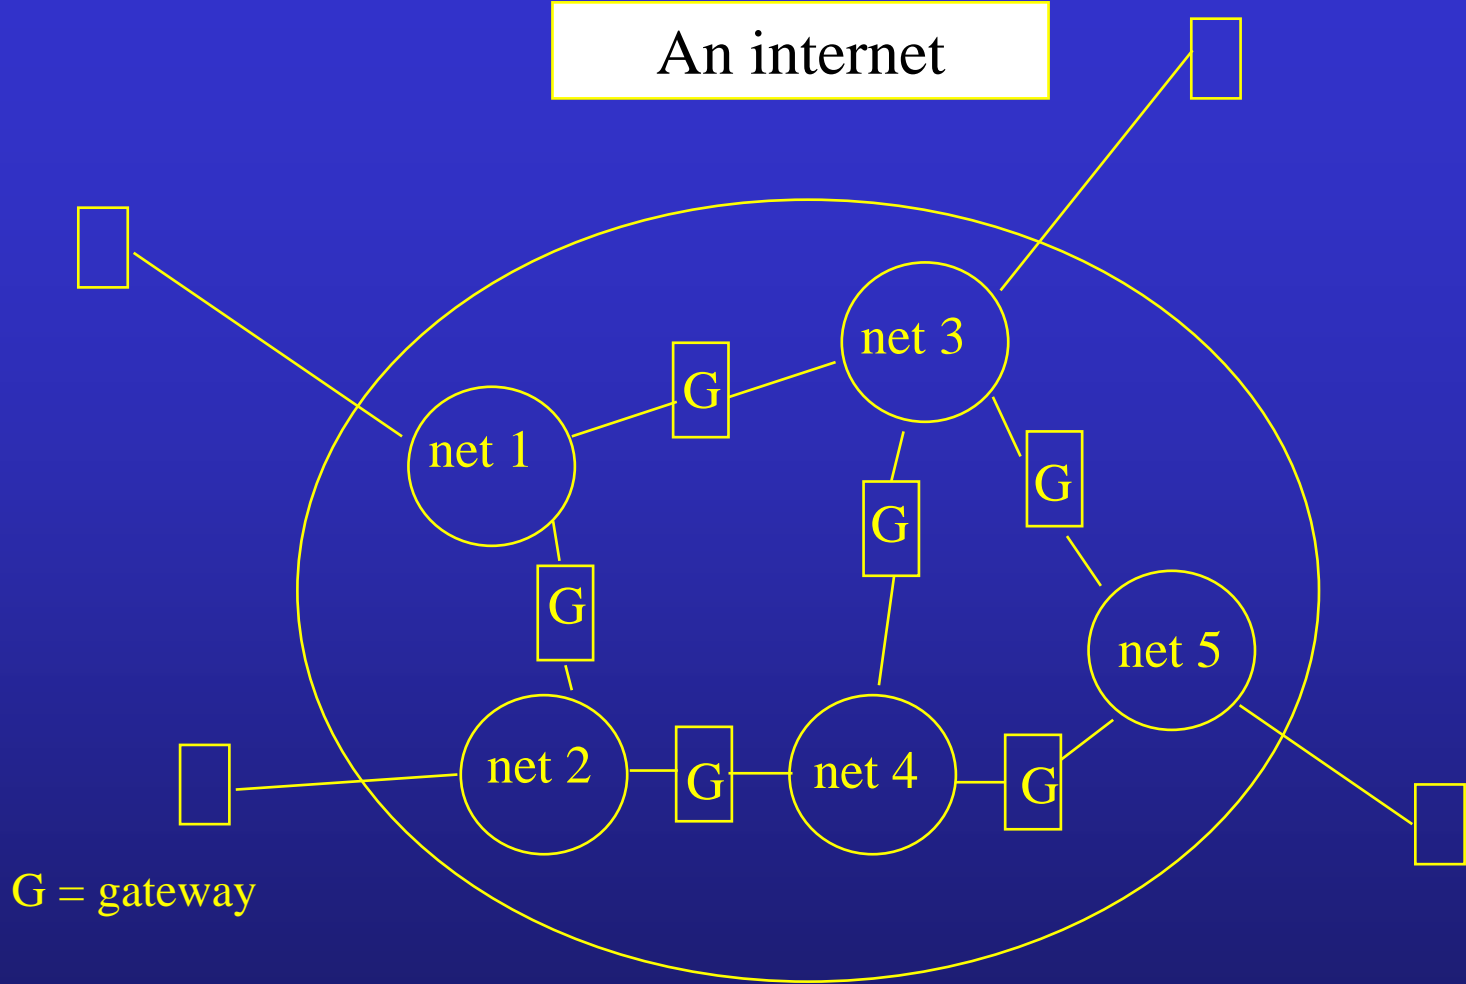 An internet
net 3
G
net 1
G
G
G
net 5
net 2
G
net 4
G
G = gateway